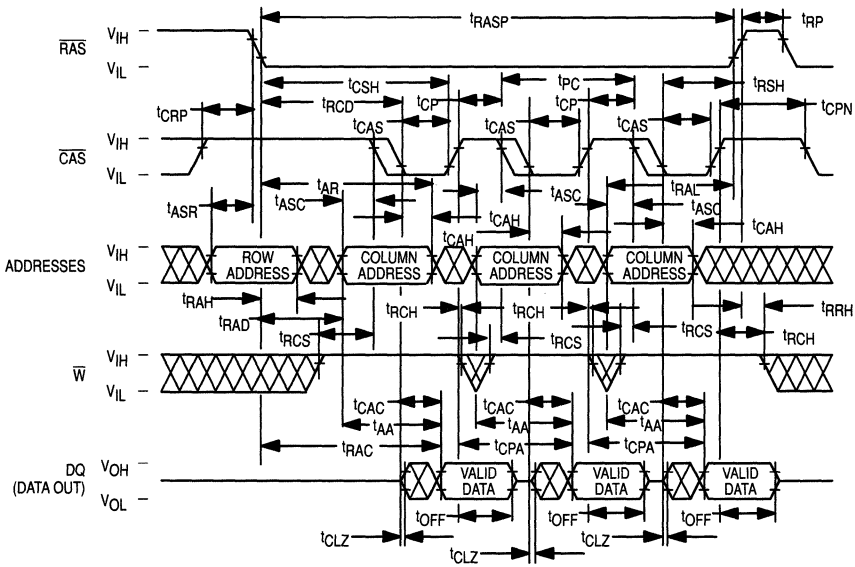 tRASP
tRP
RAS
VIH
VIL
tCSH
tPC
tRSH
tCRP
tRCD
tCP
tCP
tCPN
tCAS
tCAS
tCAS
CAS
VIH
VIL
tAR
tRAL
tASR
tASC
tASC
tASC
tCAH
tCAH
tCAH
ADDRESSES
VIH
VIL
ROW ADDRESS
COLUMN ADDRESS
COLUMN ADDRESS
COLUMN ADDRESS
tRAH
tRCH
tRCH
tRRH
tRAD
tRCS
tRCS
tRCS
tRCH
W
VIH
VIL
tCAC
tCAC
tCAC
tAA
tAA
tAA
tRAC
tCPA
tCPA
DQ
(DATA OUT)
VOH
VOL
VALID DATA
VALID DATA
VALID DATA
tOFF
tOFF
tOFF
tCLZ
tCLZ
tCLZ